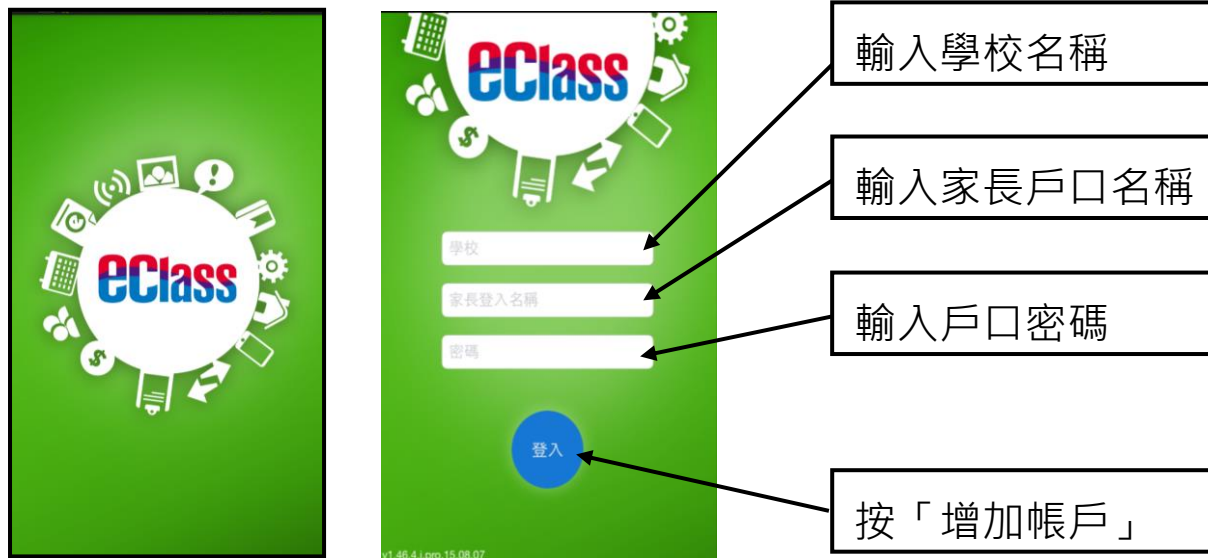 eClass
eClass
學校
家長登入名稱
密碼
登入
v1.46.4.j.pro.15.08.07
輸入學校名稱
輸入家長戶口名稱
輸入戶口密碼
按「增加帳戶」